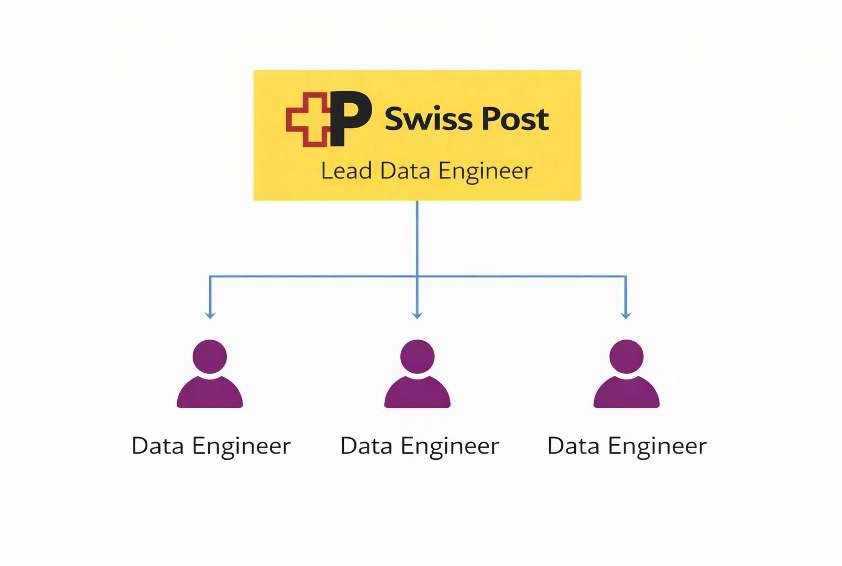 P Swiss Post
Lead Data Engineer
Data Engineer Data Engineer Data Engineer